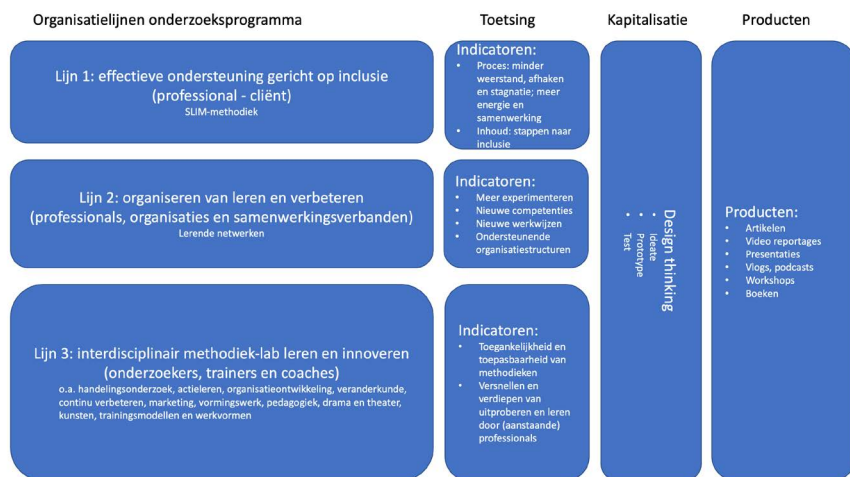 Organisatielijnen onderzoeksprogramma
Toetsing
Kapitalisatie
Producten
Lijn 1: effectieve ondersteuning gericht op inclusie
(professional - cliënt)
SLIM-methodiek
Indicatoren:
• Proces: minder
weerstand, afhaken
en stagnatie; meer
energie en
samenwerking
• Inhoud: stappen naar
inclusie
Lijn 2: organiseren van leren en verbeteren
(professionals, organisaties en samenwerkingsverbanden)
Lerende netwerken
Indicatoren:
• Meer experimenteren
• Nieuwe competenties
• Nieuwe werkwijzen
• Ondersteunende
organisatiestructuren
Lijn 3: interdisciplinair methodiek-lab leren en innoveren
(onderzoekers, trainers en coaches)
o.a. handelingsonderzoek, actieleren, organisatieontwikkeling, veranderkunde,
continu verbeteren, marketing, vormingswerk, pedagogiek, drama en theater,
kunsten, trainingsmodellen en werkvormen
Indicatoren:
• Toegankelijkheid en
toepasbaarheid van
methodieken
• Versnellen en
verdiepen van
uitproberen en leren
door (aanstaande)
professionals
Design thinking
• Ideate
• Prototype
• Test
Producten:
• Artikelen
• Video reportages
• Presentaties
• Vlogs, podcasts
• Workshops
• Boeken